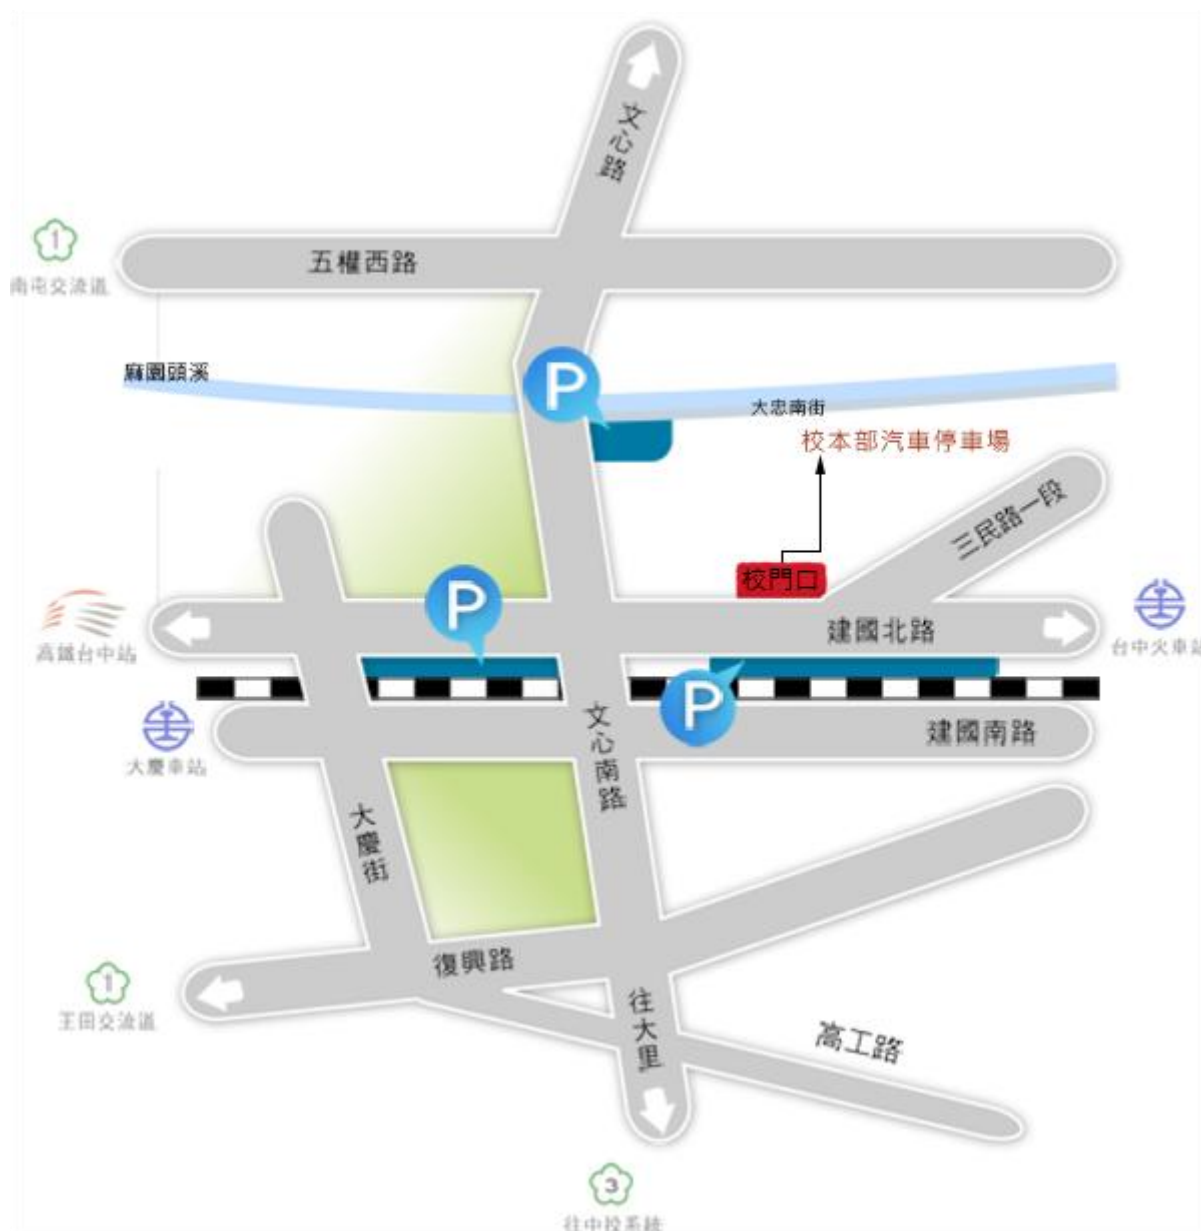 文心路
1
五權西路
南屯交流道
麻園頭溪
P
大忠南街
校本部汽車停車場
三民路一段
校門口
P
建國北路
高鐵台中站
台中火車站
P
文心南路
建國南路
大慶車站
大慶街
復興路
1
王田交流道
往大里
高工路
3
往中投系統